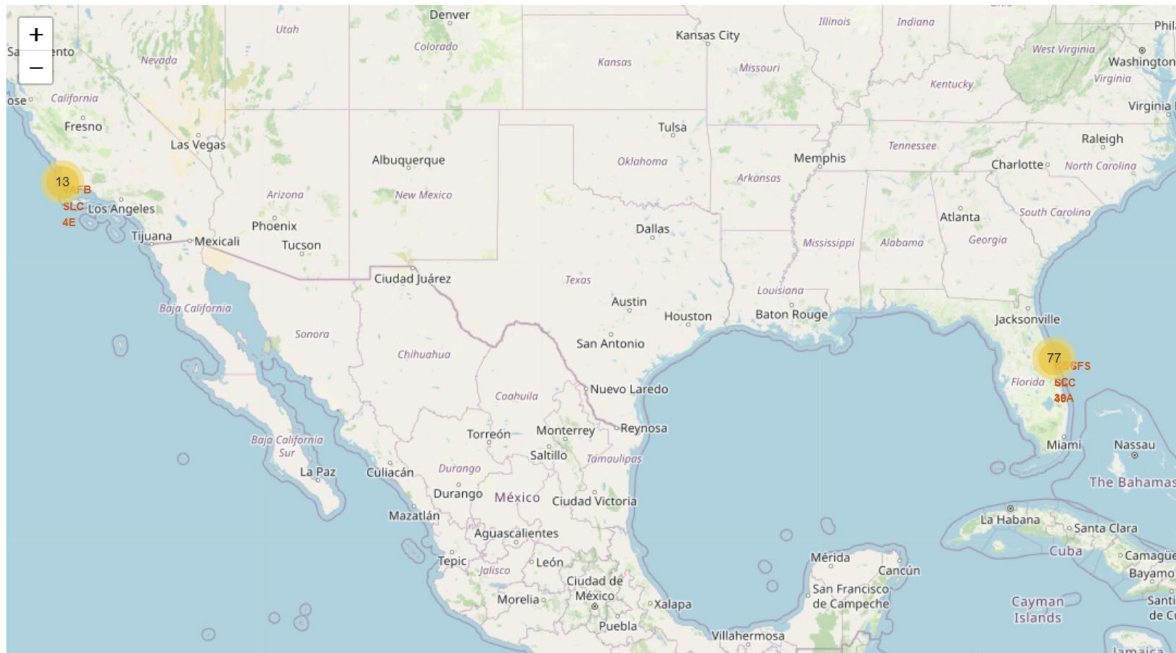 +
−
Denver
Utah
Colorado
Nevada
Kansas City
Kansas
Missouri
Illinois
Indiana
West Virginia
Washington
Virginia
Kentucky
California
Fresno
Las Vegas
Tulsa
Raleigh
Albuquerque
Oklahoma
Memphis
Tennessee
Charlotte
North Carolina
13
Arizona
New Mexico
Arkansas
SLC
4E
Los Angeles
South Carolina
Atlanta
Phoenix
Tijuana
Mexicali
Tucson
Dallas
Mississippi
Alabama
Georgia
Ciudad Juárez
Texas
Louisiana
Austin
Houston
Baton Rouge
Baja California
Sonora
Jacksonville
San Antonio
Chihuahua
77
Florida
Nuevo Laredo
Coahuila
Reynosa
Monterrey
Torreón
Baja California
Sur
Saltillo
Tamaulipas
Miami
Nassau
La Paz
Culiacán
Durango
Durango
México
Ciudad Victoria
The Bahamas
Mazatlán
La Habana
Santa Clara
Aguascalientes
Cuba
Camague
Tepic
León
Jalisco
Mérida
Cancún
Bayamo
Ciudad de
México
San Francisco
de Campeche
Morelia
Xalapa
Cayman
Islands
Puebla
Villahermosa
Jamaica